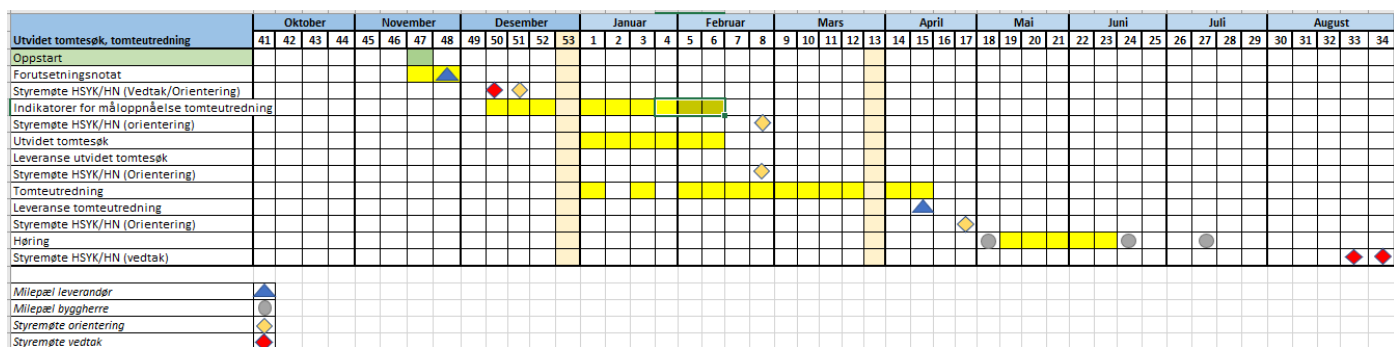 Oktober November Desember Januar Februar Mars April Mai Juni Juli August
Utvidet tomtesøk, tomteutredning 41 42 43 44 45 46 47 48 49 50 51 52 53 1 2 3 4 5 6 7 8 9 10 11 12 13 14 15 16 17 18 19 20 21 22 23 24 25 26 27 28 29 30 31 32 33 34
Oppstart
Forutsetningsnotat
Styremøte HSYK/HN (Vedtak/Orientering)
Indikatorer for måloppnåelse tomteutredning
Styremøte HSYK/HN (orientering)
Utvidet tomtesøk
Leveranse utvidet tomtesøk
Styremøte HSYK/HN (Orientering)
Tomteutredning
Leveranse tomteutredning
Styremøte HSYK/HN (Orientering)
Høring
Styremøte HSYK/HN (vedtak)
Milepæl leverandør
Milepæl byggherre
Styremøte orientering
Styremøte vedtak